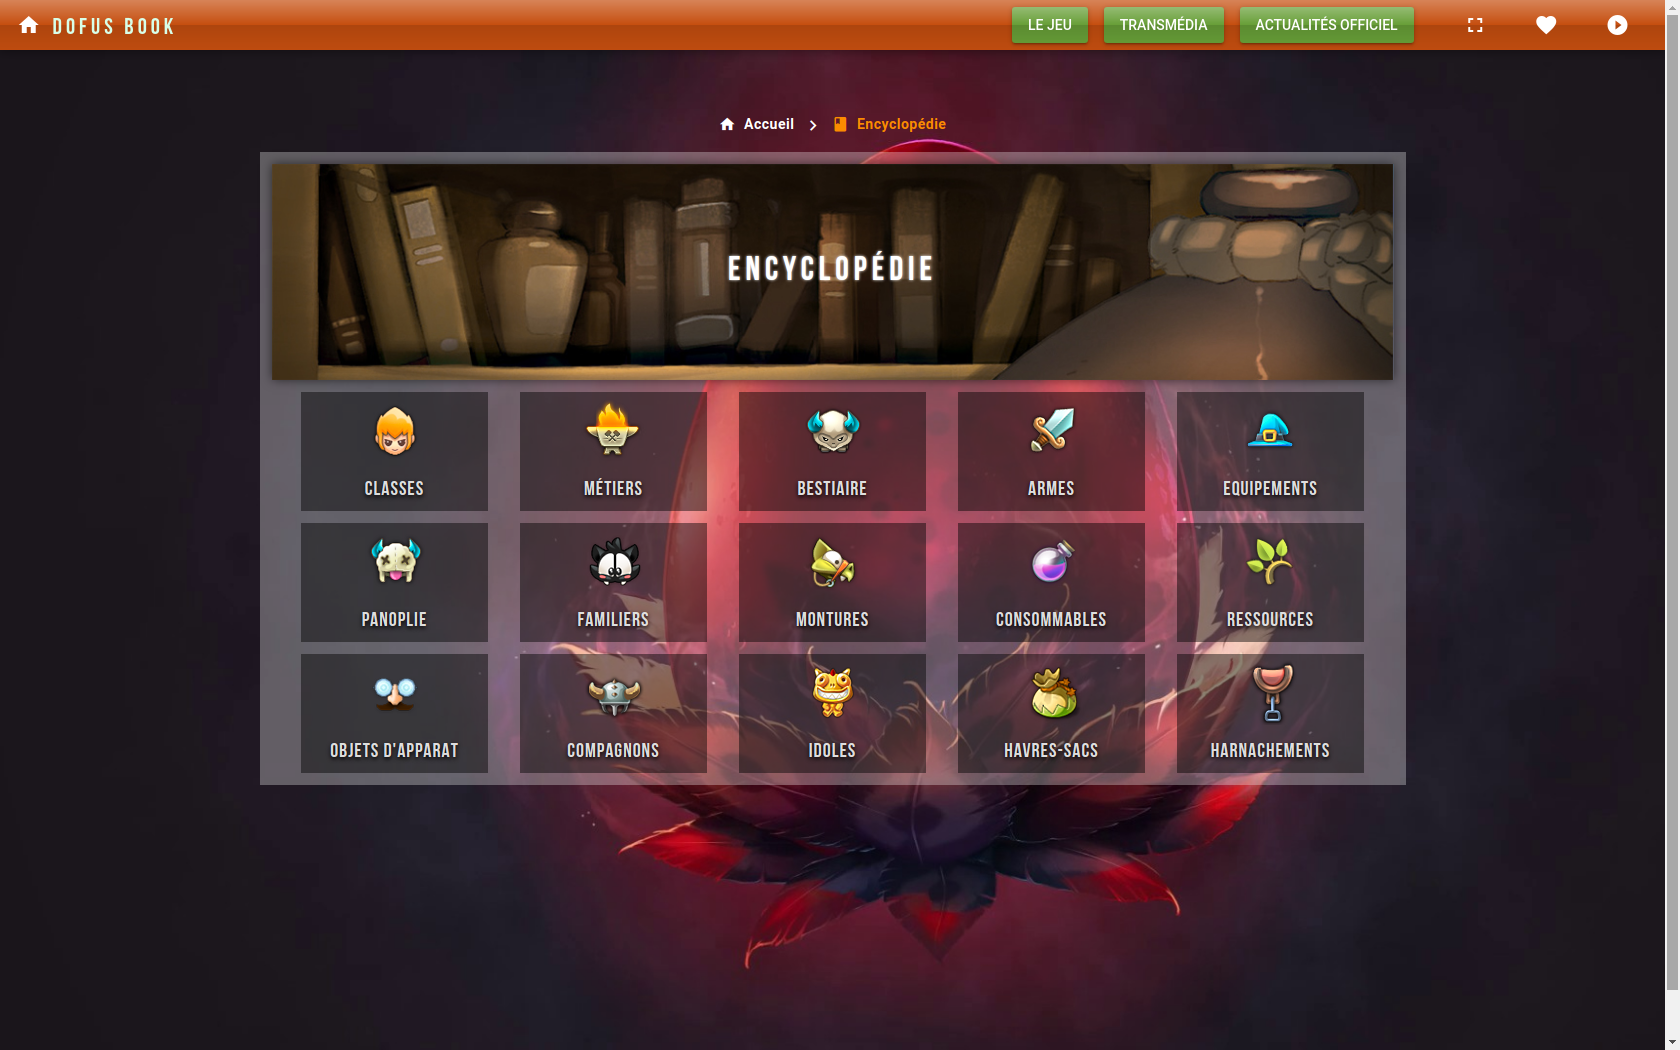 DOFUS BOOK
LE JEU
TRANSMÉDIA
ACTUALITÉS OFFICIEL
Accueil
Encyclopédie
ENCYCLOPÉDIE
CLASSES
MÉTIERS
BESTIAIRE
ARMES
EQUIPEMENTS
PANOPLIE
FAMILIERS
MONTURES
CONSOMMABLES
RESSOURCES
OBJETS D'APPARAT
COMPAGNONS
IDOLES
HAVRES-SACS
HARNACHEMENTS